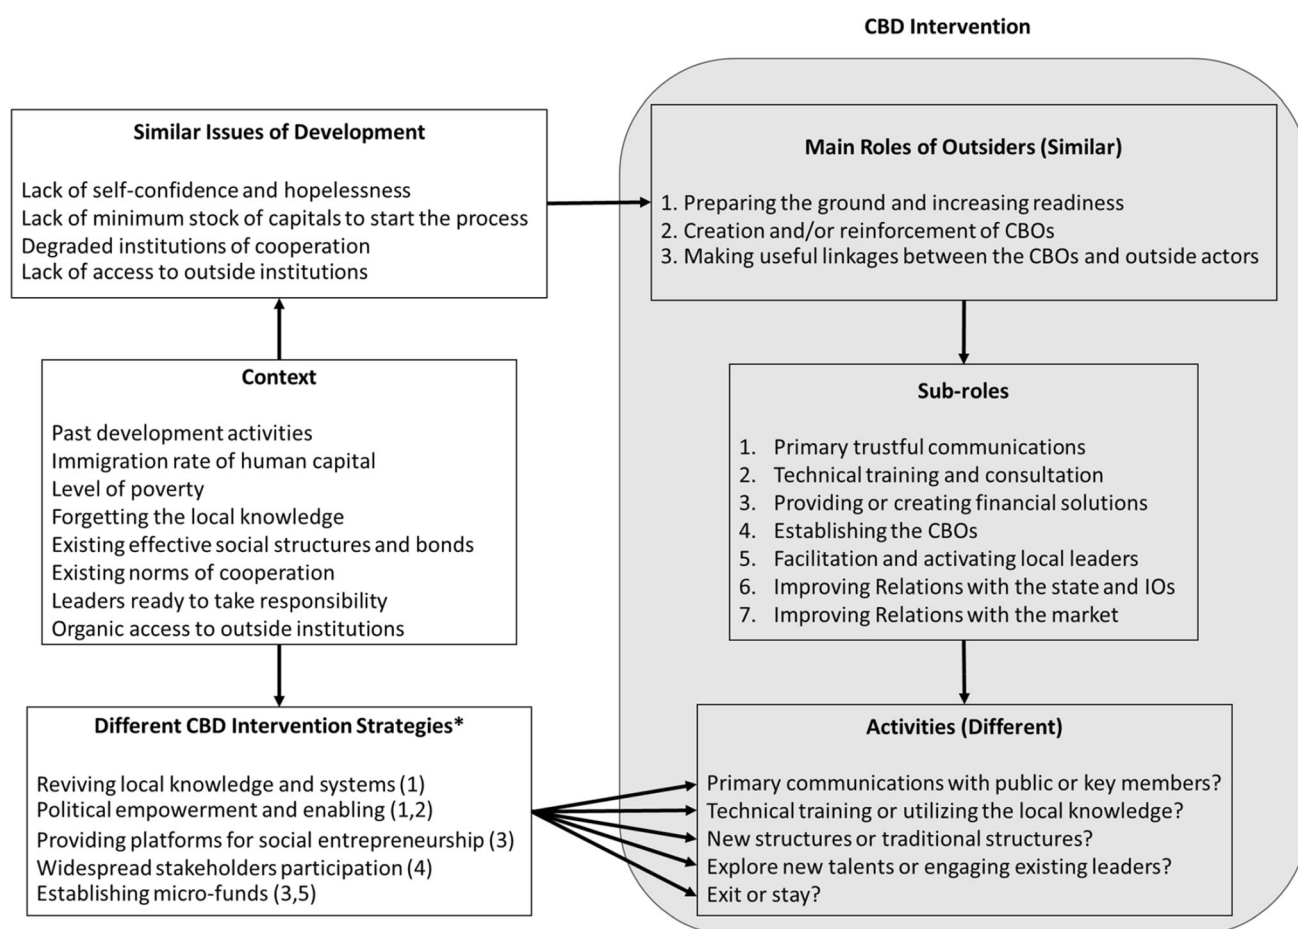 CBD Intervention
Similar Issues of Development
Lack of self-confidence and hopelessness
Lack of minimum stock of capitals to start the process
Degraded institutions of cooperation
Lack of access to outside institutions
Main Roles of Outsiders (Similar)
1. Preparing the ground and increasing readiness
2. Creation and/or reinforcement of CBOs
3. Making useful linkages between the CBOs and outside actors
Context
Past development activities
Immigration rate of human capital
Level of poverty
Forgetting the local knowledge
Existing effective social structures and bonds
Existing norms of cooperation
Leaders ready to take responsibility
Organic access to outside institutions
Sub-roles
1. Primary trustful communications
2. Technical training and consultation
3. Providing or creating financial solutions
4. Establishing the CBOs
5. Facilitation and activating local leaders
6. Improving Relations with the state and IOs
7. Improving Relations with the market
Different CBD Intervention Strategies*
Reviving local knowledge and systems (1)
Political empowerment and enabling (1,2)
Providing platforms for social entrepreneurship (3)
Widespread stakeholders participation (4)
Establishing micro-funds (3,5)
Activities (Different)
Primary communications with public or key members?
Technical training or utilizing the local knowledge?
New structures or traditional structures?
Explore new talents or engaging existing leaders?
Exit or stay?